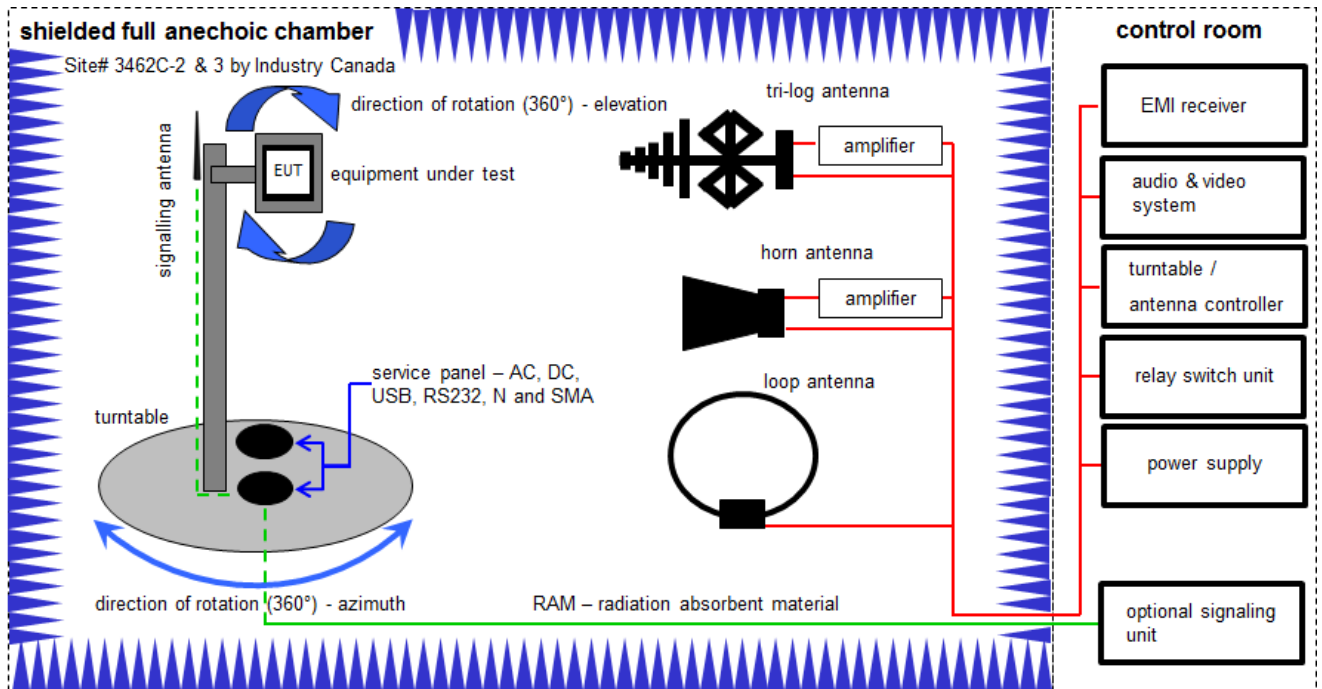 shielded full anechoic chamber
Site# 3462C-2 & 3 by Industry Canada
direction of rotation (360°) - elevation
signalling antenna
EUT
equipment under test
service panel – AC, DC,
USB, RS232, N and SMA
turntable
direction of rotation (360°) - azimuth
tri-log antenna
amplifier
horn antenna
amplifier
loop antenna
RAM – radiation absorbent material
control room
EMI receiver
audio & video
system
turntable /
antenna controller
relay switch unit
power supply
optional signaling
unit